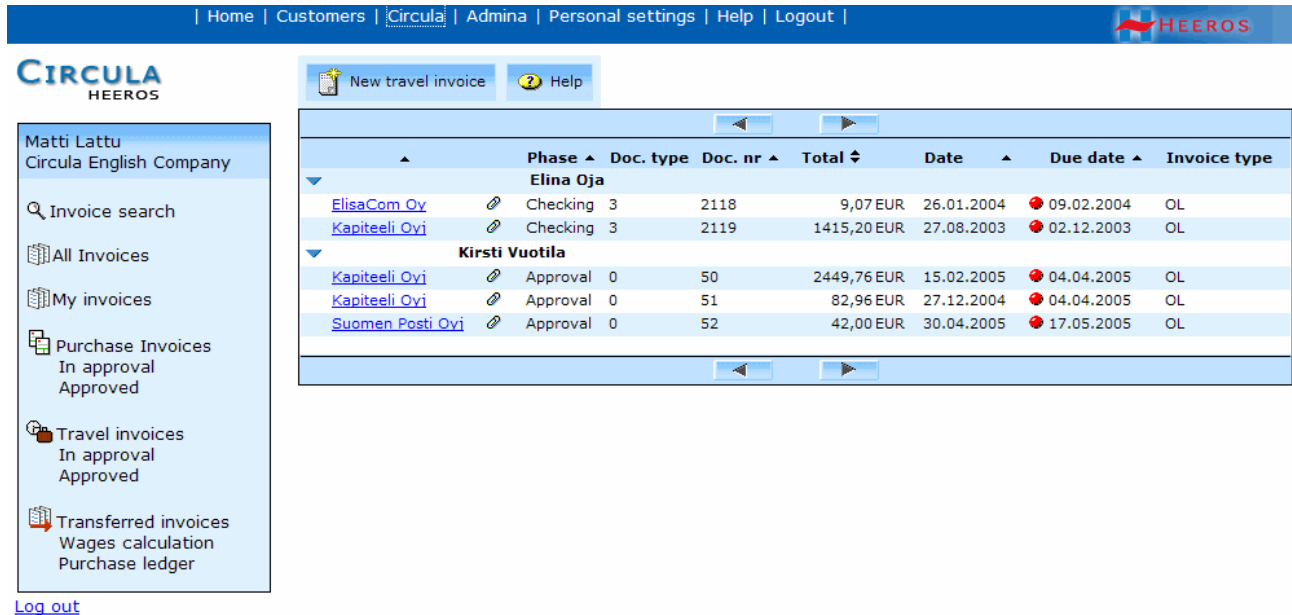 | Home | Customers | Circula | Admina | Personal settings | Help | Logout |
HEEROS
CIRCULA
HEEROS
Matti Lattu
Circula English Company
Invoice search
All Invoices
My invoices
Purchase Invoices
In approval
Approved
Travel invoices
In approval
Approved
Transferred invoices
Wages calculation
Purchase ledger
Log out
New travel invoice ? Help
Phase Doc. type Doc. nr Total Date Due date Invoice type
Elina Oja
ElisaCom Oy Checking 3 2118 9,07 EUR 26.01.2004 09.02.2004 OL
Kapiteeli Oyj Checking 3 2119 1415,20 EUR 27.08.2003 02.12.2003 OL
Kirsti Vuotila
Kapiteeli Oyj Approval 0 50 2449,76 EUR 15.02.2005 04.04.2005 OL
Kapiteeli Oyj Approval 0 51 82,96 EUR 27.12.2004 04.04.2005 OL
Suomen Posti Oyj Approval 0 52 42,00 EUR 30.04.2005 17.05.2005 OL